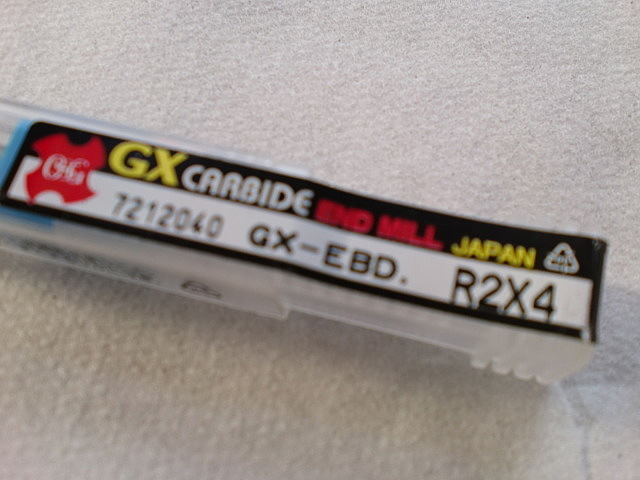 OSG GX CARBIDE END MILL JAPAN
7212040 GX-EBD. R2X4